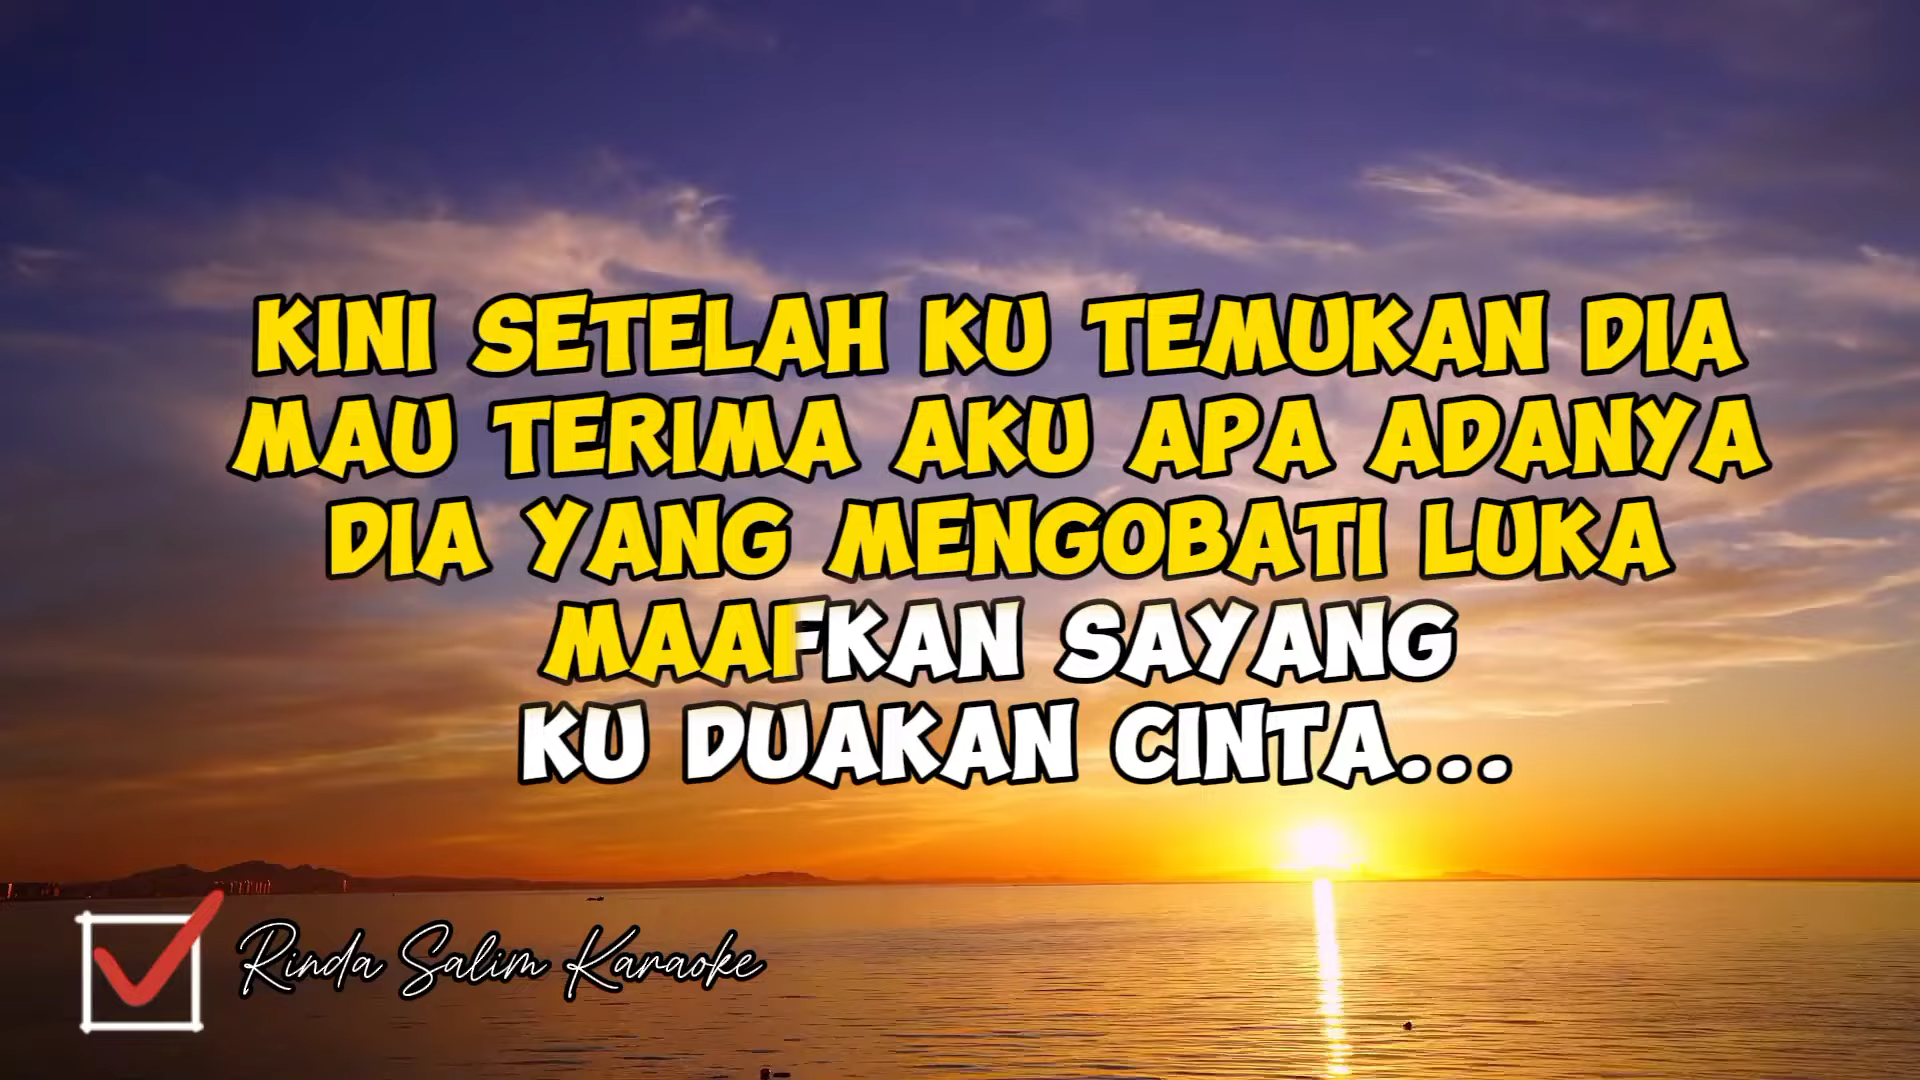 KINI SETELAH KU TEMUKAN DIA
MAU TERIMA AKU APA ADANYA
DIA YANG MENGOBATI LUKA
MAAFKAN SAYANG
KU DUAKAN CINTA...
Rinda Salim Karaoke